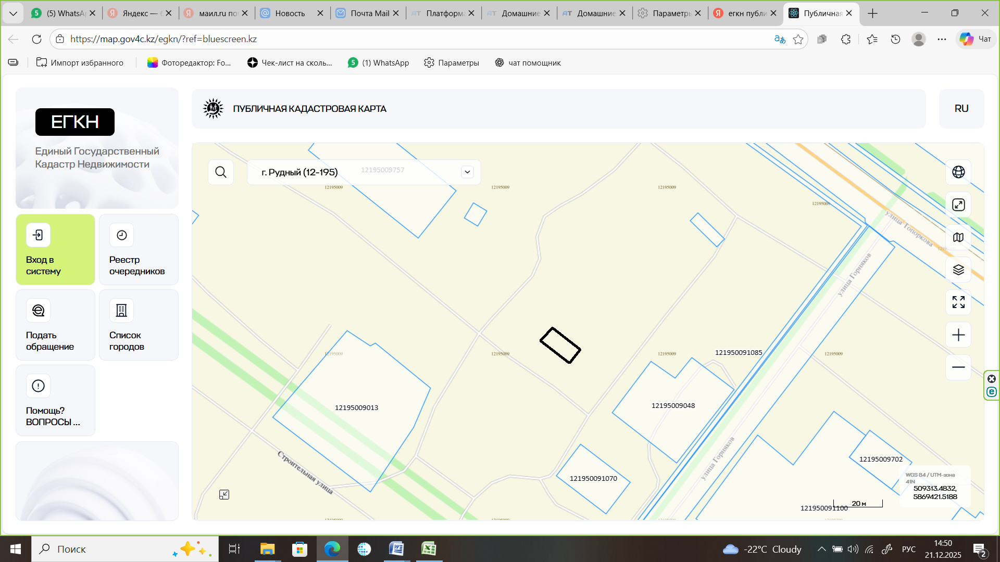 (5) WhatsA
Яндекс — б
маил.ru по
Новость
Почта Mail
Платформа
Домашние
Домашние
Параметры
егкн публи
Публичная
https://map.gov4c.kz/egkn/?ref=bluescreen.kz
Чат
Импорт избранного
Фоторедактор: Fo...
Чек-лист на сколь...
(1) WhatsApp
Параметры
чат помощник
ЕГКН
Единый Государственный
Кадастр Недвижимости
ПУБЛИЧНАЯ КАДАСТРОВАЯ КАРТА
RU
Вход в
систему
Реестр
очередников
Подать
обращение
Список
городов
Помощь?
ВОПРОСЫ ...
г. Рудный (12-195)
12195009757
12195009
12195009
12195009
12195009
улица Топоркова
улица Горняков
12195009
12195009
12195009
121950091085
12195009
12195009013
12195009048
Строительная улица
улица Горняков
121950091070
12195009702
WGS 84 / UTM-зона
41N
509313.4832,
5869421.5188
20 м
121950091100
Поиск
-22°C Cloudy
РУС
14:50
21.12.2025
2